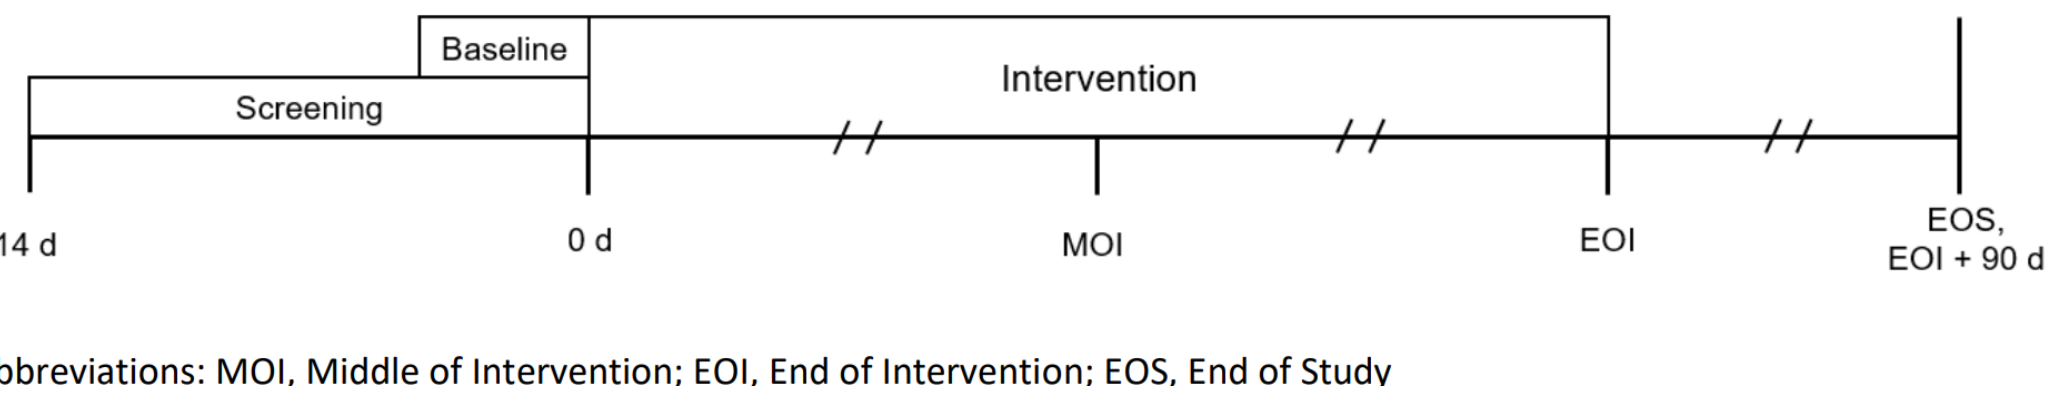 Baseline
Screening
Intervention
14 d
0 d
MOI
EOI
EOS,
EOI + 90 d
bbreviations: MOI, Middle of Intervention; EOI, End of Intervention; EOS, End of Study